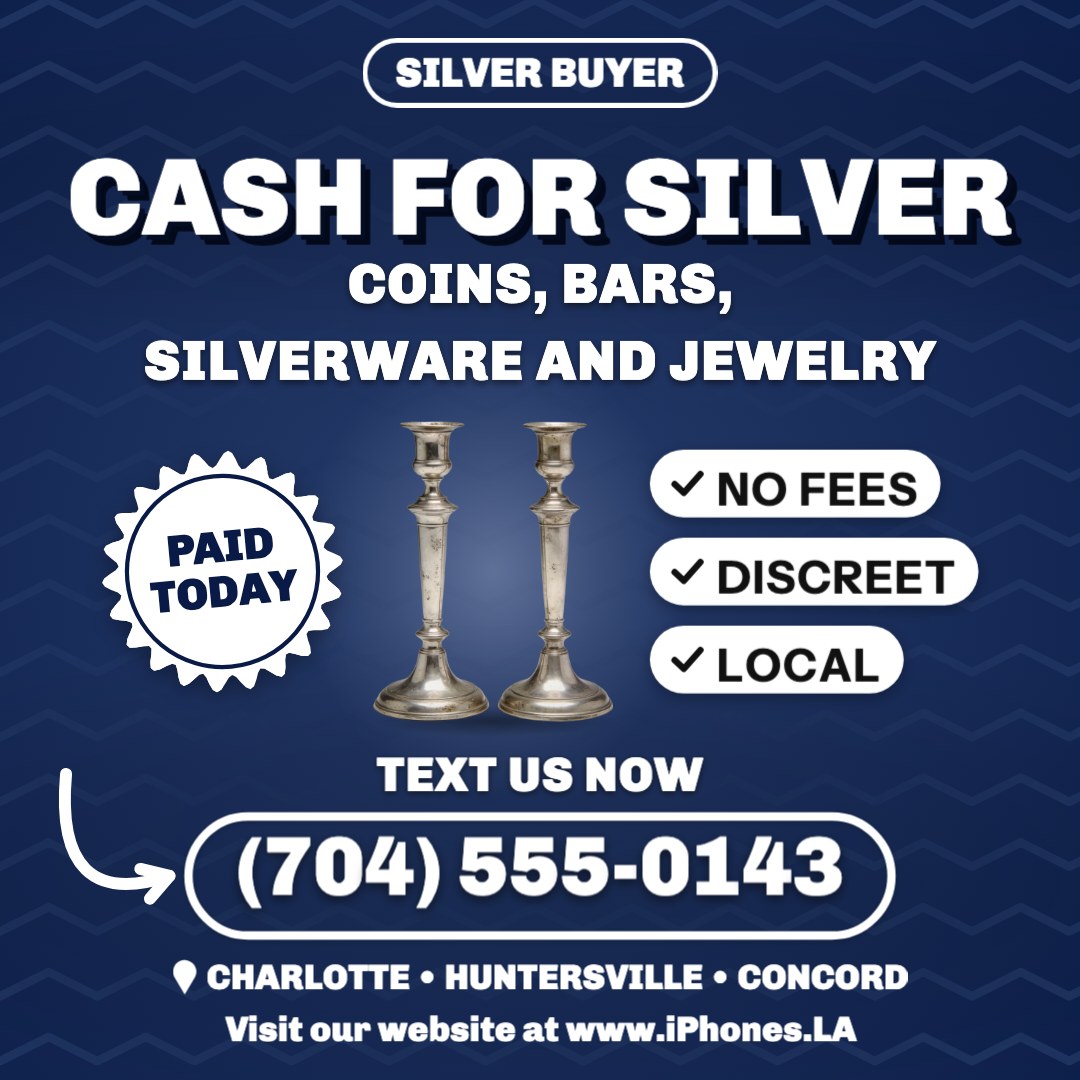 SILVER BUYER
CASH FOR SILVER
COINS, BARS,
SILVERWARE AND JEWELRY
PAID
TODAY
✓ NO FEES
✓ DISCREET
✓ LOCAL
TEXT US NOW
(704) 555-0143
CHARLOTTE • HUNTERSVILLE • CONCORD
Visit our website at www.iPhones.LA